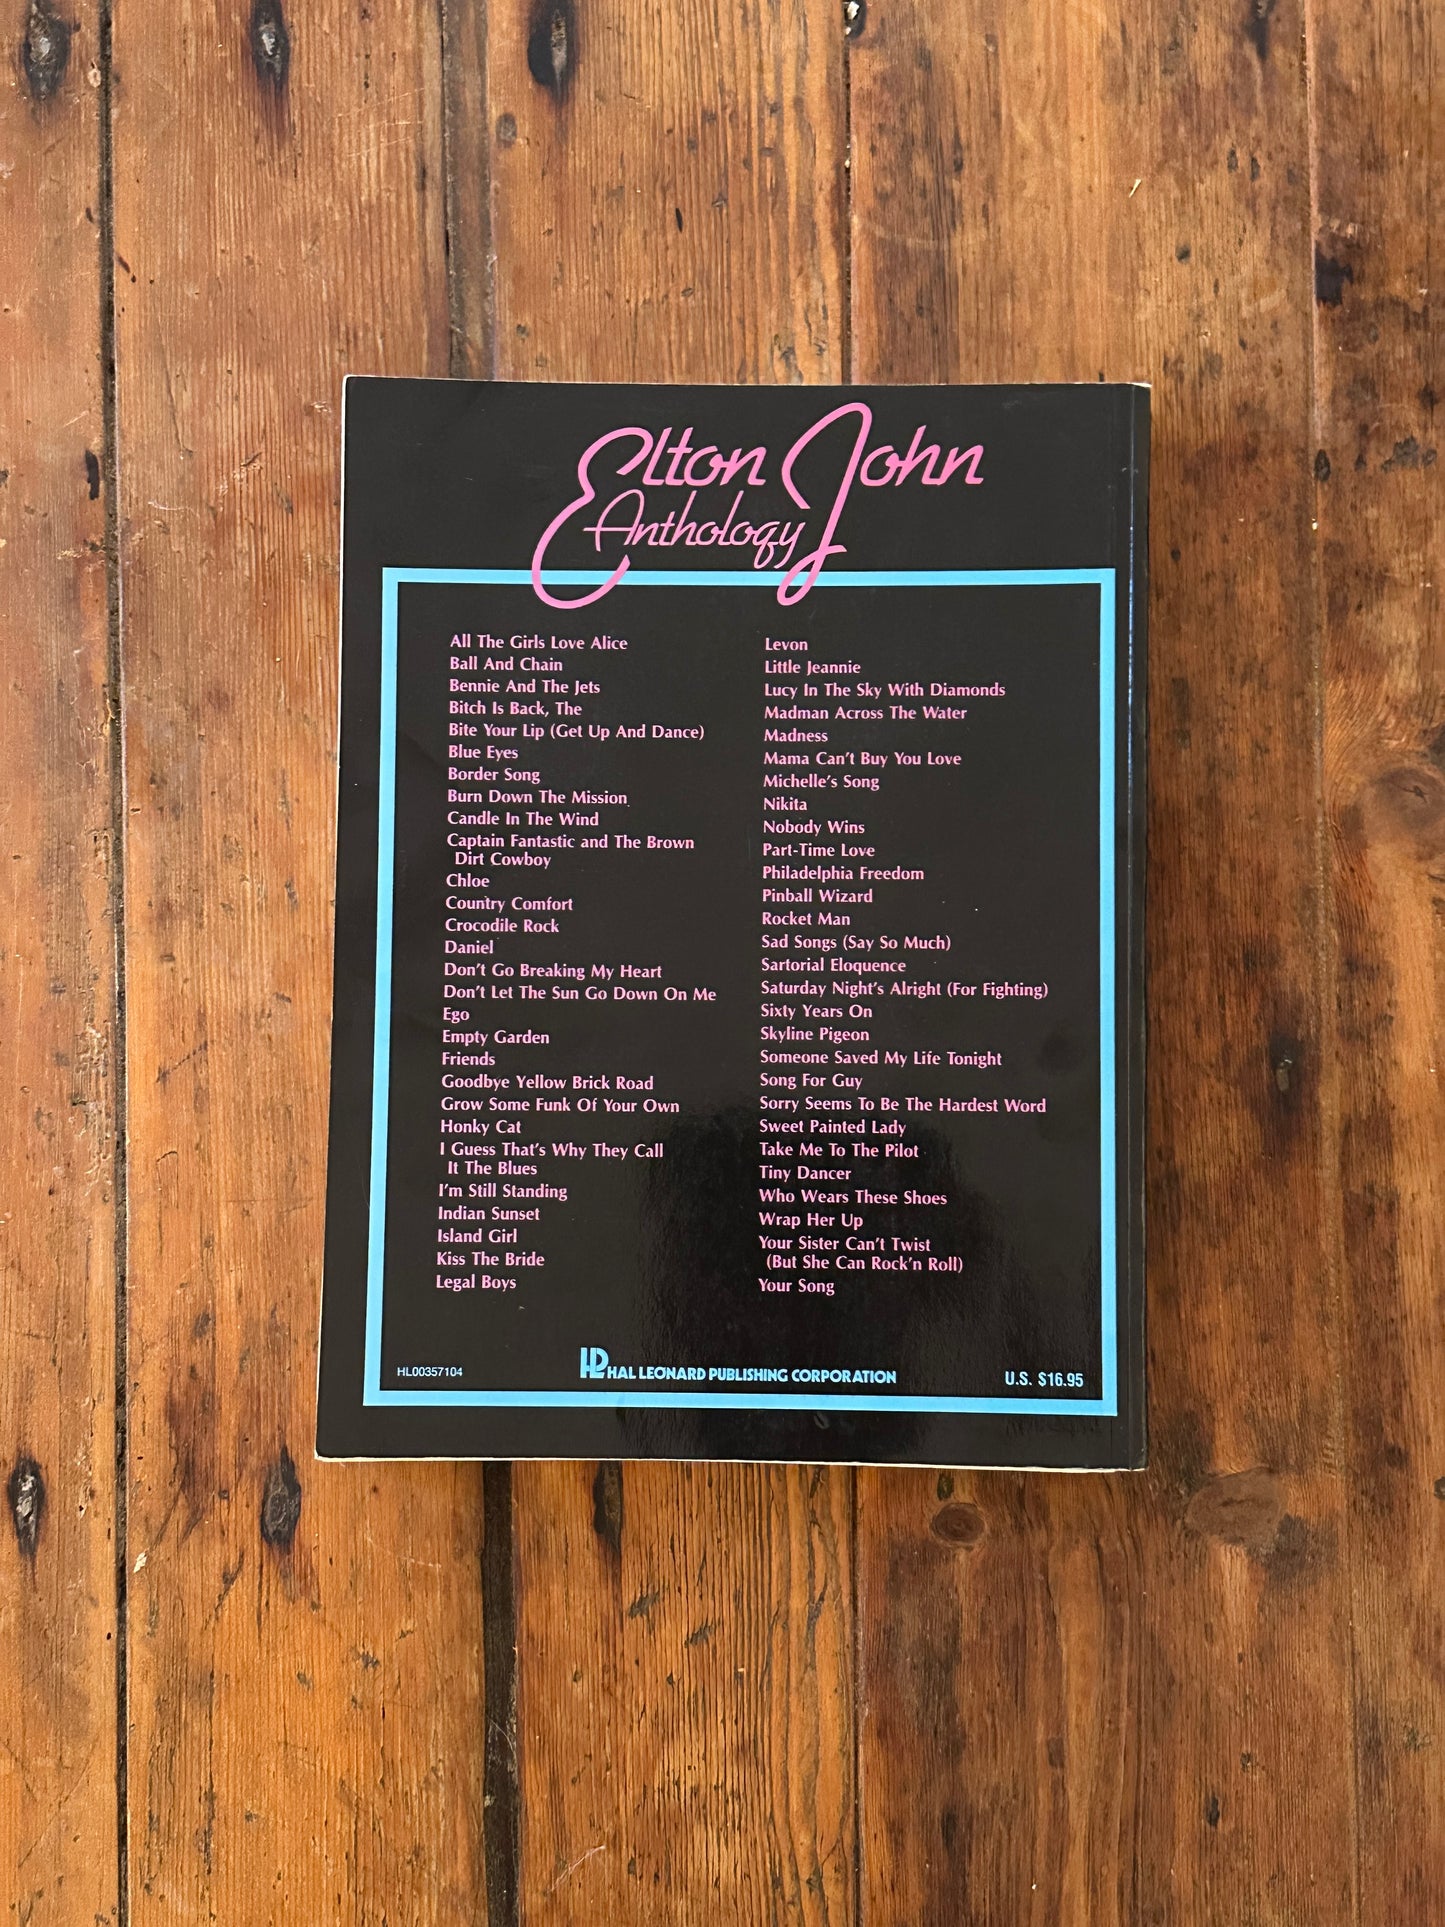 Elton John
Anthology
All The Girls Love Alice
Ball And Chain
Bennie And The Jets
Bitch Is Back, The
Bite Your Lip (Get Up And Dance)
Blue Eyes
Border Song
Burn Down The Mission
Candle In The Wind
Captain Fantastic and The Brown
Dirt Cowboy
Chloe
Country Comfort
Crocodile Rock
Daniel
Don't Go Breaking My Heart
Don't Let The Sun Go Down On Me
Ego
Empty Garden
Friends
Goodbye Yellow Brick Road
Grow Some Funk Of Your Own
Honky Cat
I Guess That's Why They Call
It The Blues
I'm Still Standing
Indian Sunset
Island Girl
Kiss The Bride
Legal Boys
Levon
Little Jeannie
Lucy In The Sky With Diamonds
Madman Across The Water
Madness
Mama Can't Buy You Love
Michelle's Song
Nikita
Nobody Wins
Part-Time Love
Philadelphia Freedom
Pinball Wizard
Rocket Man
Sad Songs (Say So Much)
Sartorial Eloquence
Saturday Night's Alright (For Fighting)
Sixty Years On
Skyline Pigeon
Someone Saved My Life Tonight
Song For Guy
Sorry Seems To Be The Hardest Word
Sweet Painted Lady
Take Me To The Pilot
Tiny Dancer
Who Wears These Shoes
Wrap Her Up
Your Sister Can't Twist
(But She Can Rock'n Roll)
Your Song
HL00357104
HL HAL LEONARD PUBLISHING CORPORATION
U.S. $16.95